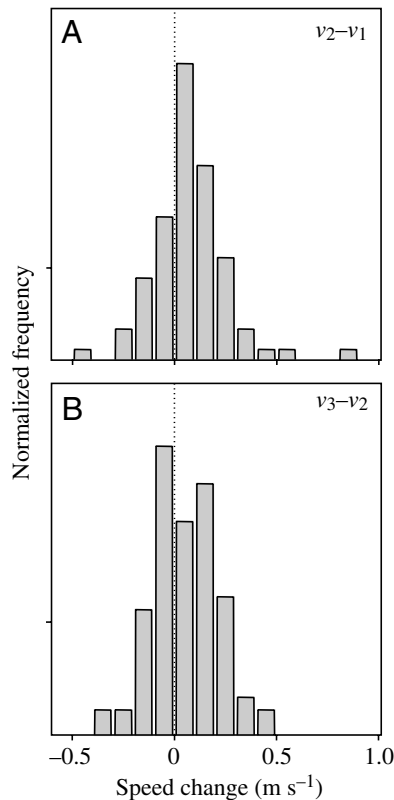 A
v₂–v₁
Normalized frequency
B
v₃–v₂
–0.5 0 0.5 1.0
Speed change (m s⁻¹)